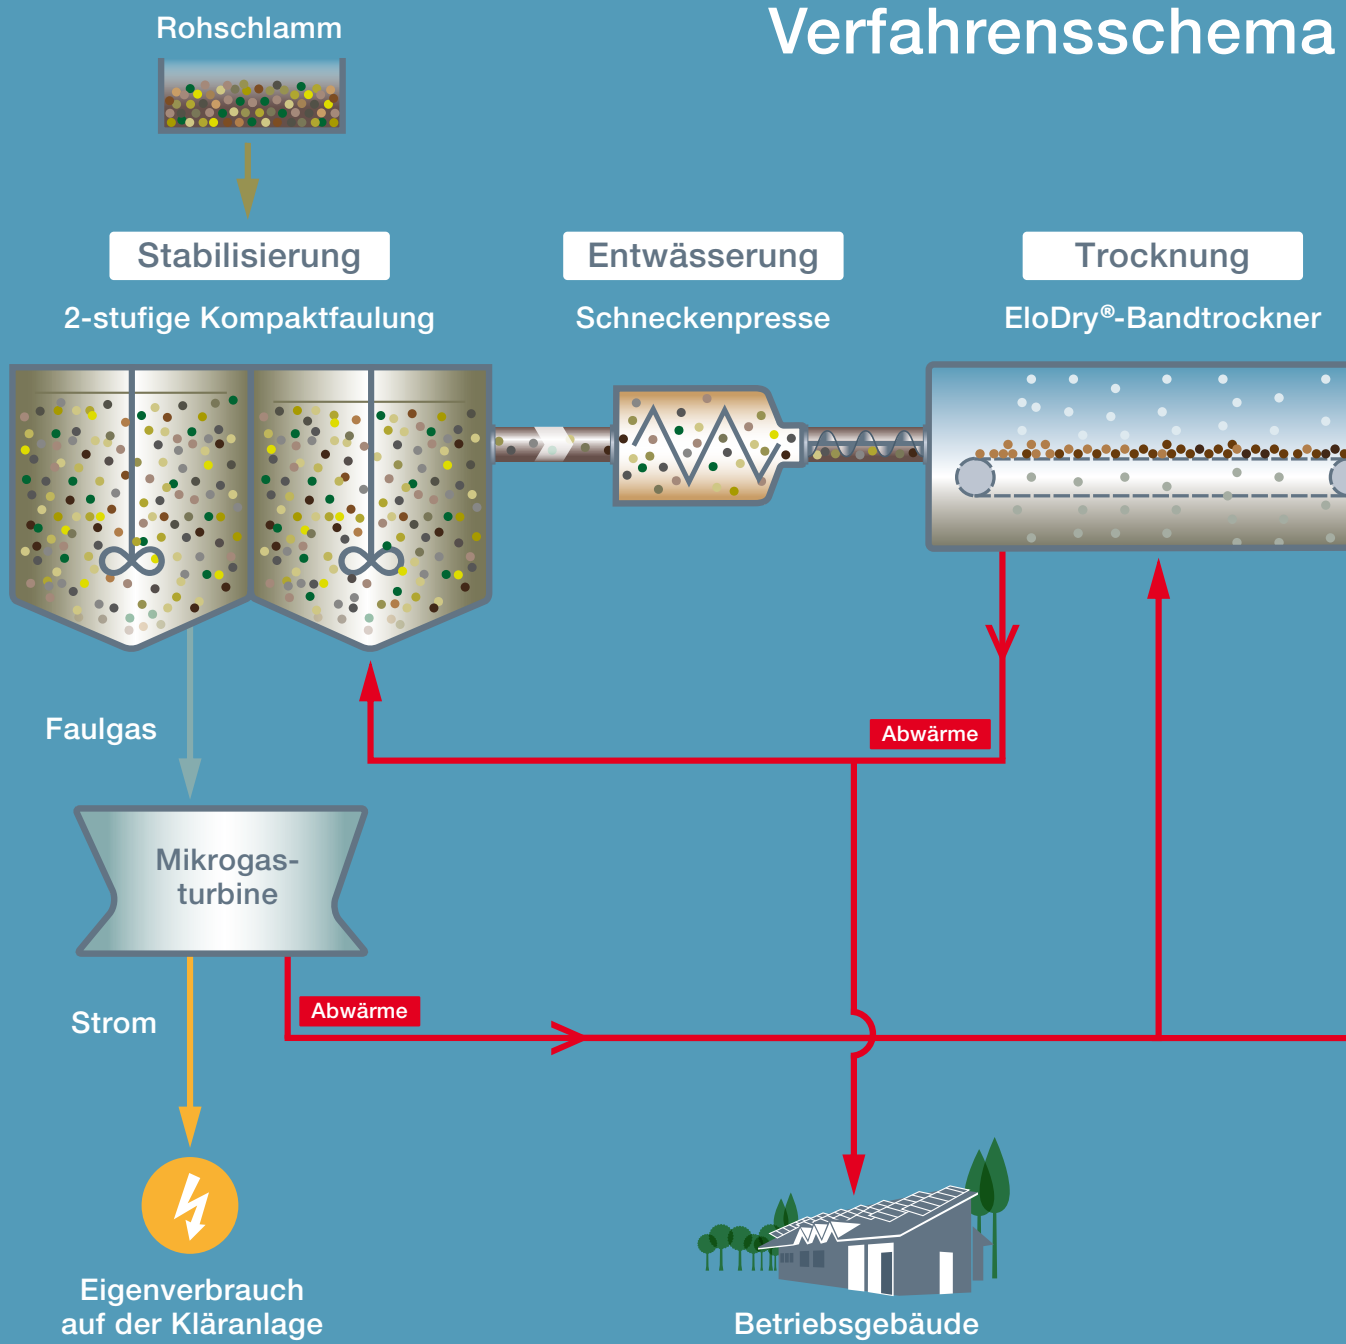 Verfahrensschema
Rohschlamm
Stabilisierung
2-stufige Kompaktfaulung
Entwässerung
Schneckenpresse
Trocknung
EloDry®-Bandtrockner
Faulgas
Abwärme
Mikrogas-
turbine
Strom
Abwärme
Eigenverbrauch
auf der Kläranlage
Betriebsgebäude